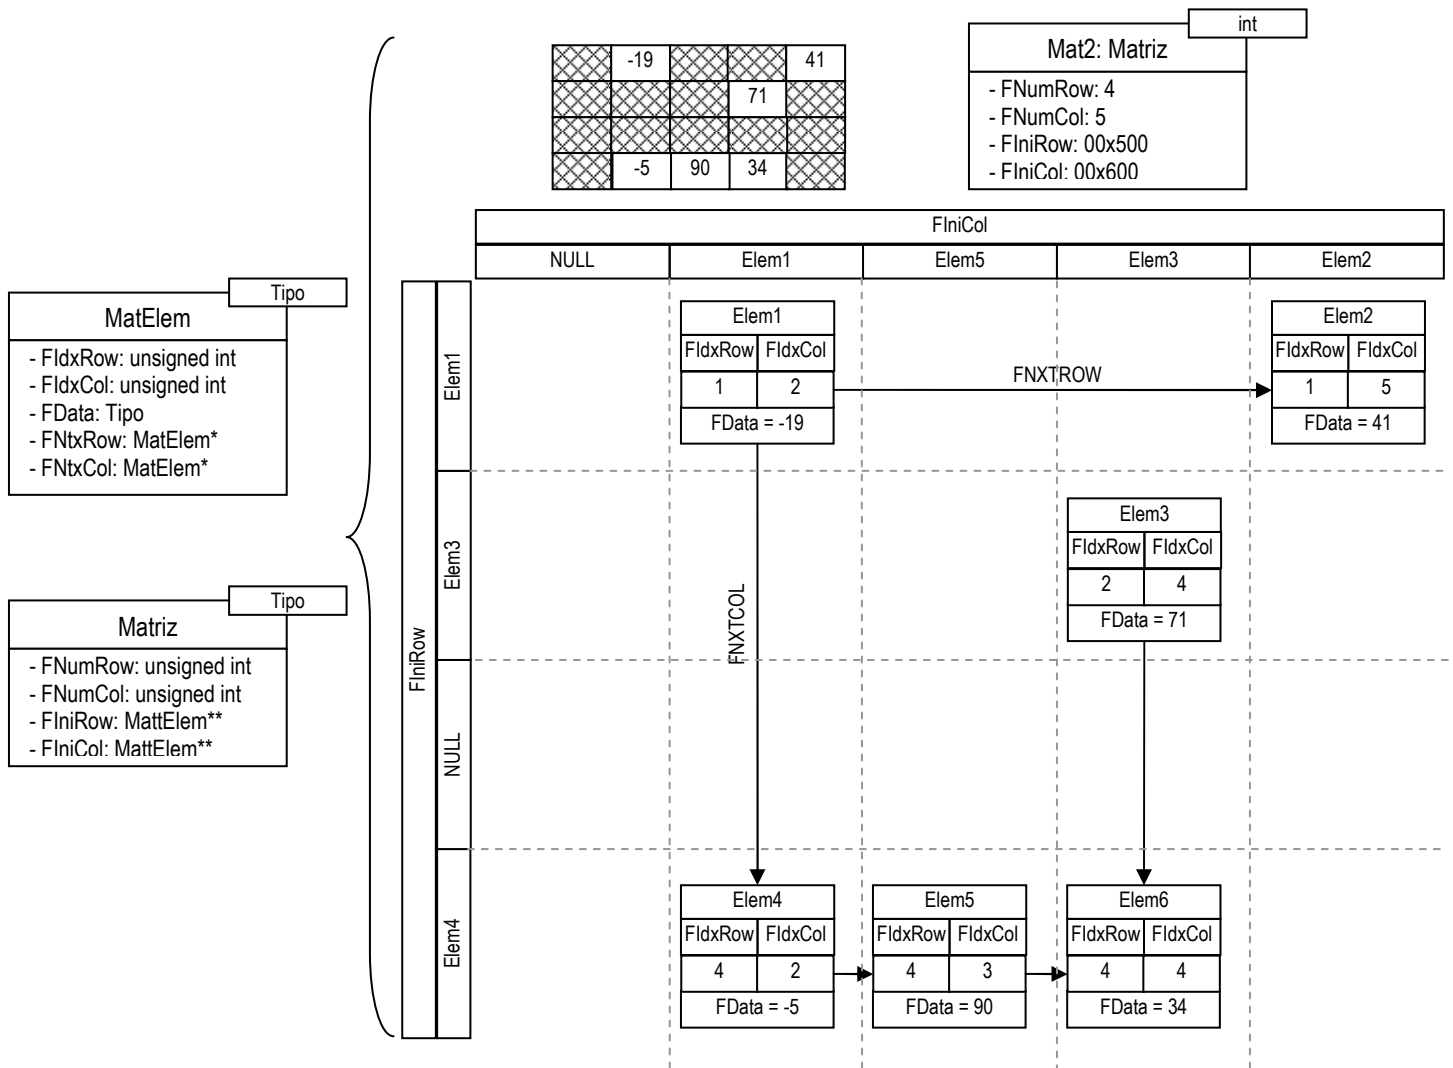 int
Mat2: Matriz
- FNumRow: 4
- FNumCol: 5
- FIniRow: 00x500
- FIniCol: 00x600
-19 41
71
-5 90 34
FIniCol
NULL Elem1 Elem5 Elem3 Elem2
Tipo
MatElem
- FIdxRow: unsigned int
- FIdxCol: unsigned int
- FData: Tipo
- FNtxRow: MatElem*
- FNtxCol: MatElem*
Tipo
Matriz
- FNumRow: unsigned int
- FNumCol: unsigned int
- FIniRow: MattElem**
- FIniCol: MattElem**
FIniRow
Elem1
Elem3
NULL
Elem4
Elem1
FIdxRow FIdxCol
1 2
FData = -19
FNXTROW
Elem2
FIdxRow FIdxCol
1 5
FData = 41
FNXTCOL
Elem3
FIdxRow FIdxCol
2 4
FData = 71
Elem4
FIdxRow FIdxCol
4 2
FData = -5
Elem5
FIdxRow FIdxCol
4 3
FData = 90
Elem6
FIdxRow FIdxCol
4 4
FData = 34